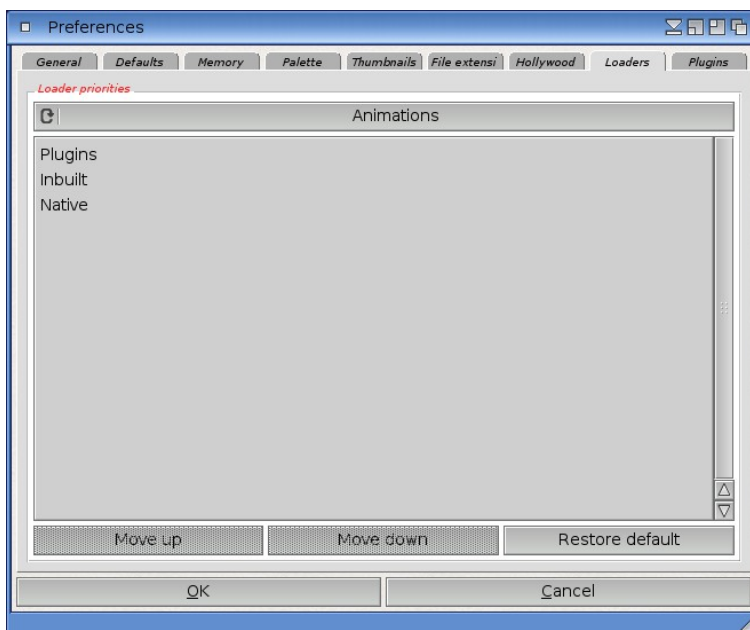 Preferences
General Defaults Memory Palette Thumbnails File extensi Hollywood Loaders Plugins
Loader priorities
Animations
Plugins
Inbuilt
Native
Move up Move down Restore default
OK Cancel